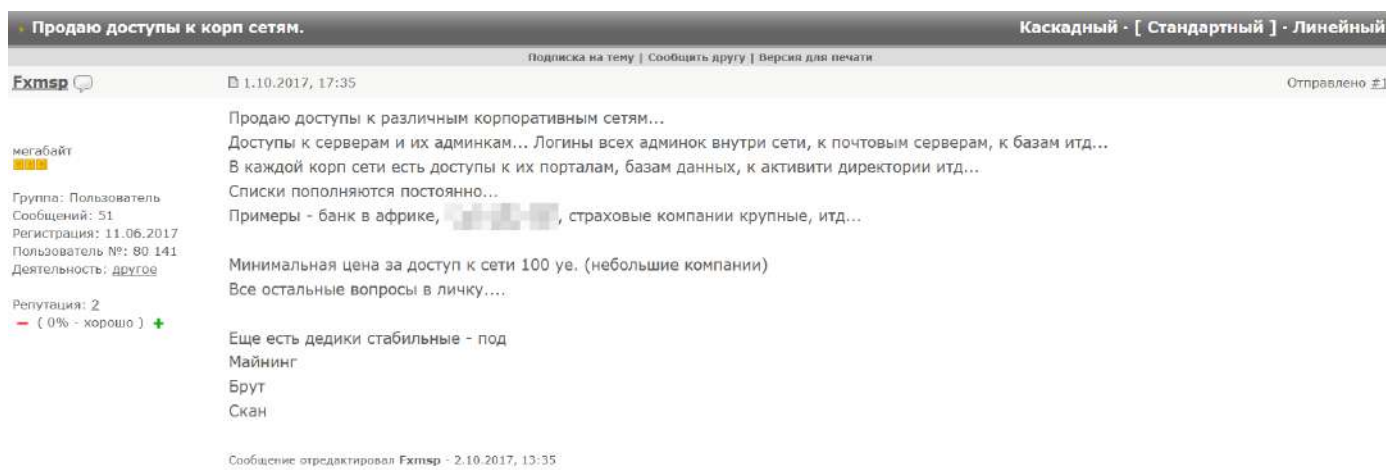 Продаю доступы к корп сетям.
Каскадный · [ Стандартный ] · Линейный
Подписка на тему | Сообщить другу | Версия для печати
Fxmsp
1.10.2017, 17:35
Отправлено #1
мегабайт
Группа: Пользователь
Сообщений: 51
Регистрация: 11.06.2017
Пользователь №: 80 141
Деятельность: другое
Репутация: 2
− ( 0% - хорошо ) +
Продаю доступы к различным корпоративным сетям...
Доступы к серверам и их админкам... Логины всех админок внутри сети, к почтовым серверам, к базам итд...
В каждой корп сети есть доступы к их порталам, базам данных, к активити директории итд...
Списки пополняются постоянно...
Примеры - банк в африке, , страховые компании крупные, итд...
Минимальная цена за доступ к сети 100 уе. (небольшие компании)
Все остальные вопросы в личку....
Еще есть дедики стабильные - под
Майнинг
Брут
Скан
Сообщение отредактировал Fxmsp - 2.10.2017, 13:35